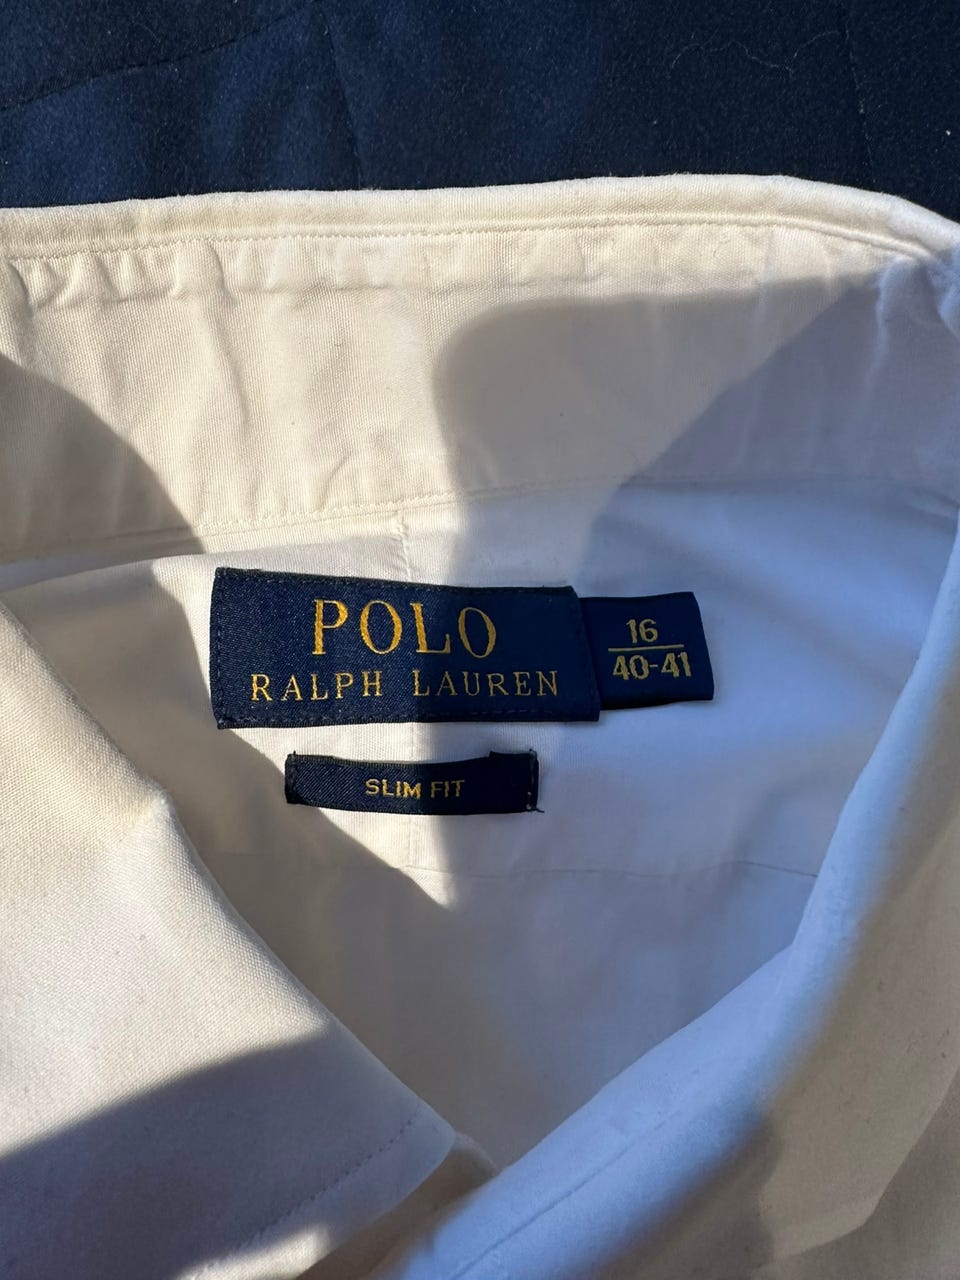 POLO
RALPH LAUREN
16
40-41
SLIM FIT